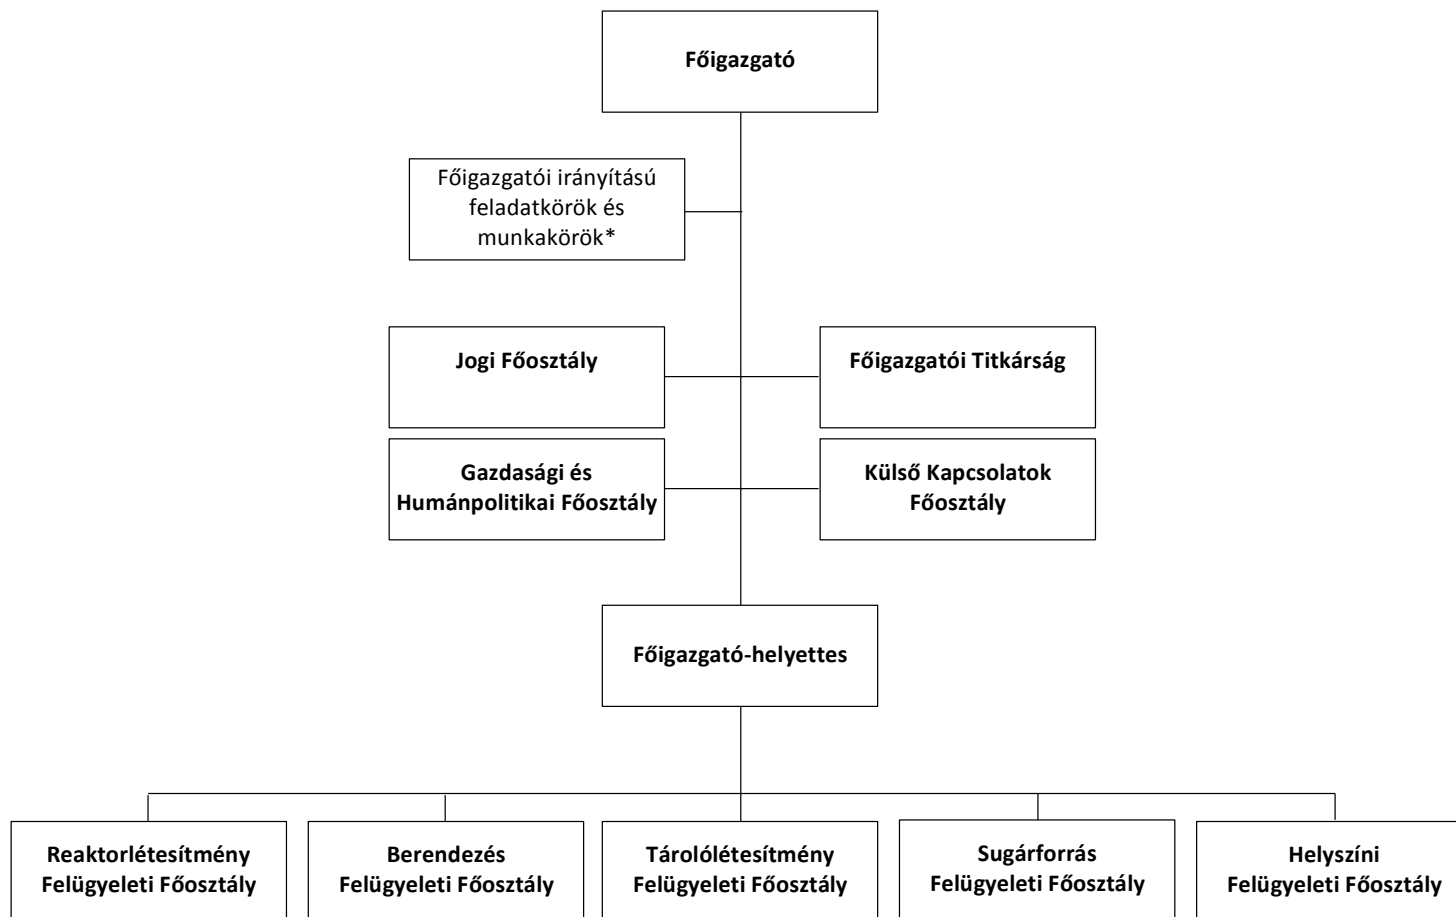 Főigazgató
Főigazgatói irányítású
feladatkörök és
munkakörök*
Jogi Főosztály
Főigazgatói Titkárság
Gazdasági és
Humánpolitikai Főosztály
Külső Kapcsolatok
Főosztály
Főigazgató-helyettes
Reaktorlétesítmény
Felügyeleti Főosztály
Berendezés
Felügyeleti Főosztály
Tárolólétesítmény
Felügyeleti Főosztály
Sugárforrás
Felügyeleti Főosztály
Helyszíni
Felügyeleti Főosztály